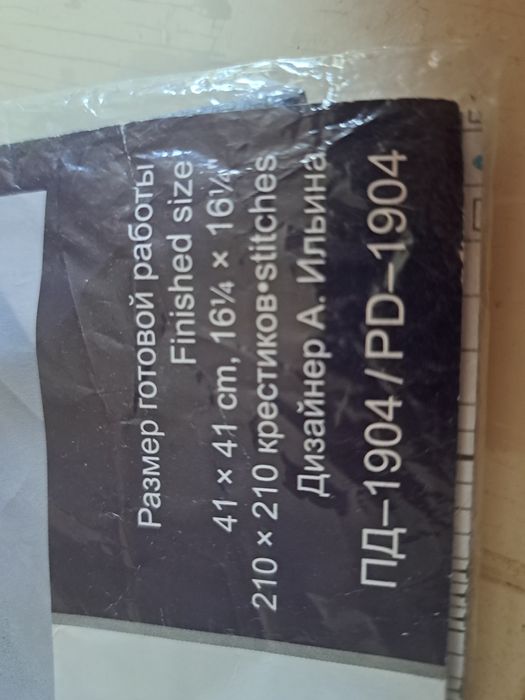 Размер готовой работы
Finished size
41 × 41 cm, 16¼ × 16¼"
210 × 210 крестиков•stitches
Дизайнер А. Ильина
ПД–1904 / PD–1904